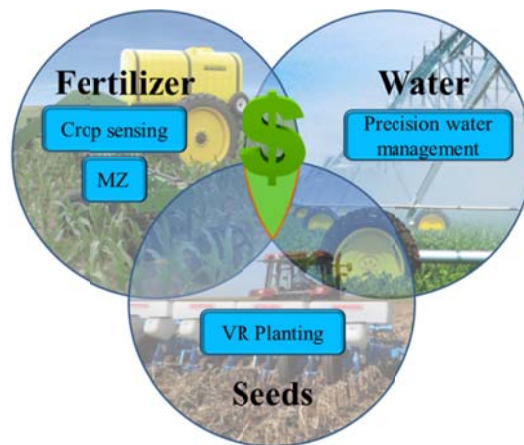 Fertilizer
Crop sensing
MZ
$
Water
Precision water
management
VR Planting
Seeds